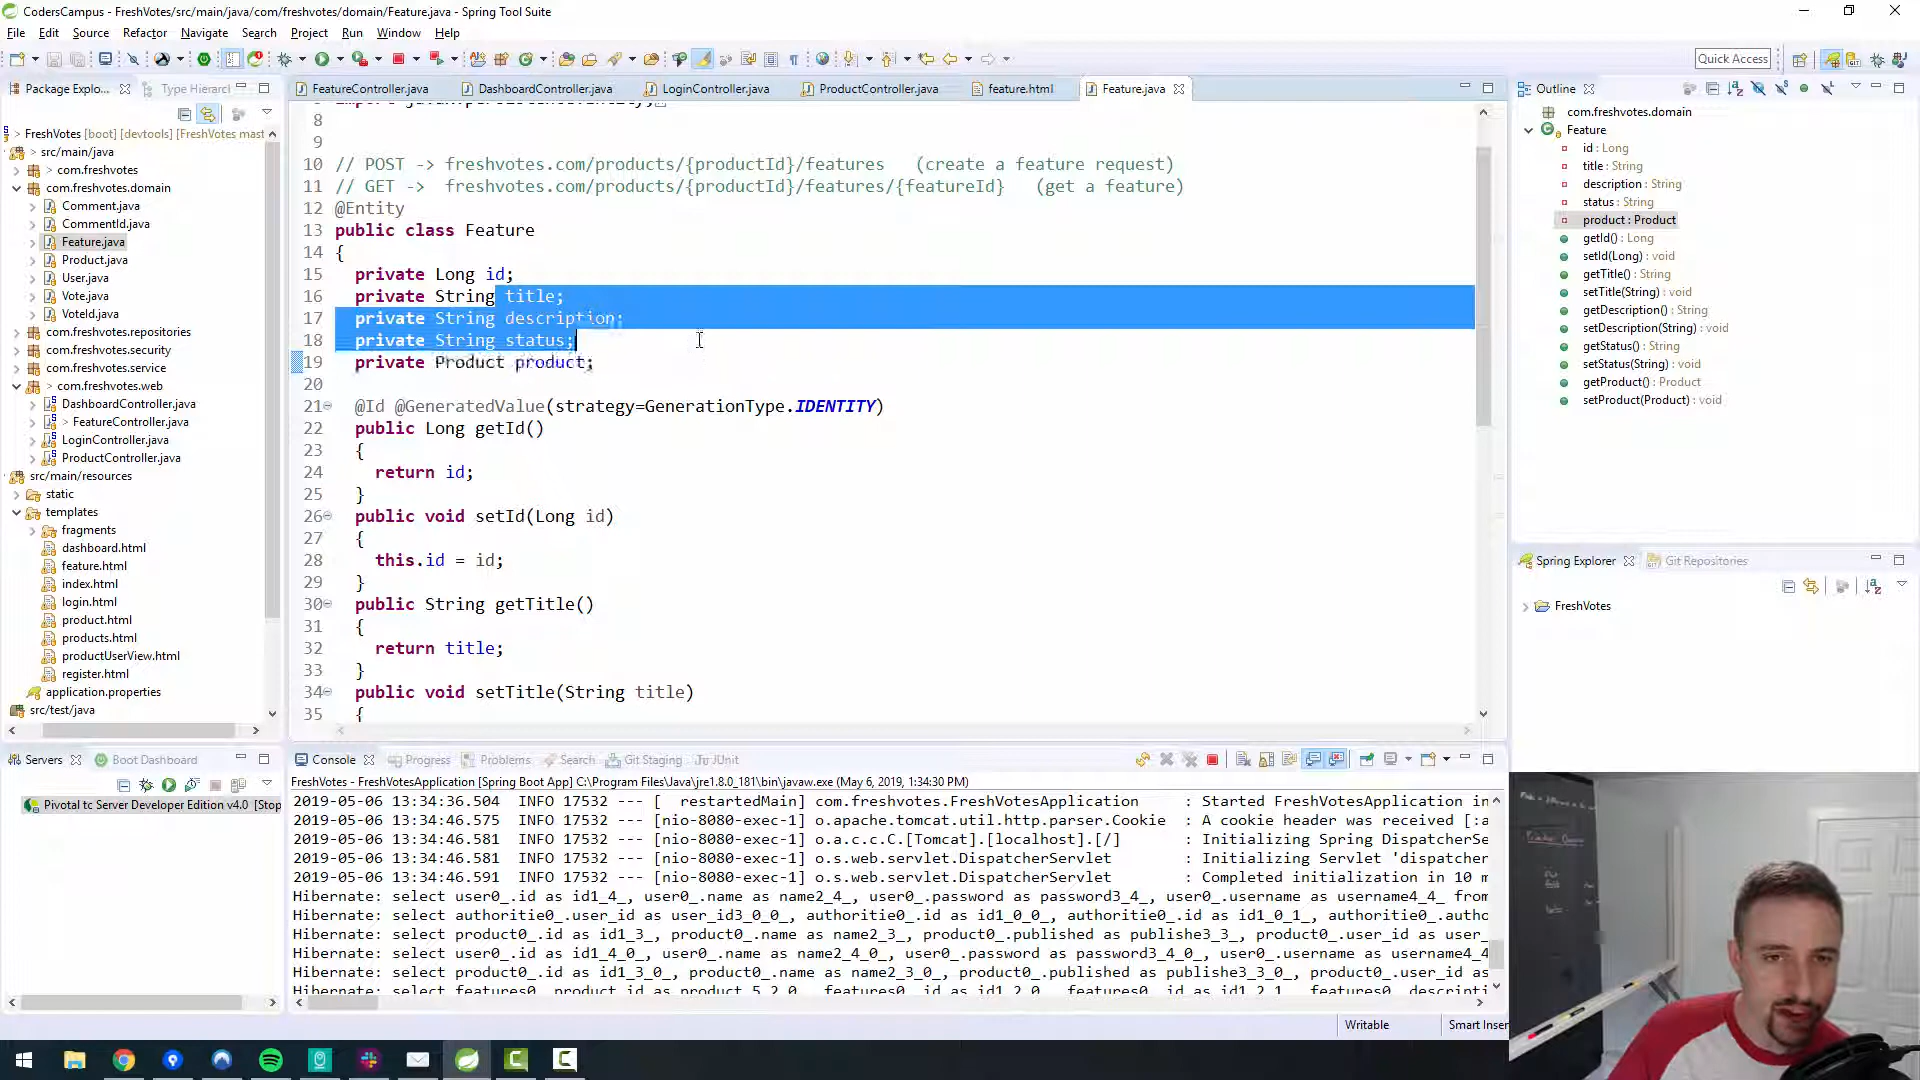 CodersCampus - FreshVotes/src/main/java/com/freshvotes/domain/Feature.java - Spring Tool Suite
File Edit Source Refactor Navigate Search Project Run Window Help
Quick Access
Package Explo...
Type Hierarcl
> FreshVotes [boot] [devtools] [FreshVotes mast
> src/main/java
> com.freshvotes
com.freshvotes.domain
Comment.java
CommentId.java
Feature.java
Product.java
User.java
Vote.java
VoteId.java
com.freshvotes.repositories
com.freshvotes.security
com.freshvotes.service
> com.freshvotes.web
DashboardController.java
> FeatureController.java
LoginController.java
ProductController.java
src/main/resources
static
templates
fragments
dashboard.html
feature.html
index.html
login.html
product.html
products.html
productUserView.html
register.html
application.properties
src/test/java
FeatureController.java
DashboardController.java
LoginController.java
ProductController.java
feature.html
Feature.java
8
9
10 // POST -> freshvotes.com/products/{productId}/features (create a feature request)
11 // GET -> freshvotes.com/products/{productId}/features/{featureId} (get a feature)
12 @Entity
13 public class Feature
14 {
15 private Long id;
16 private String title;
17 private String description;
18 private String status;
19 private Product product;
20
21 @Id @GeneratedValue(strategy=GenerationType.IDENTITY)
22 public Long getId()
23 {
24 return id;
25 }
26 public void setId(Long id)
27 {
28 this.id = id;
29 }
30 public String getTitle()
31 {
32 return title;
33 }
34 public void setTitle(String title)
35 {
Outline
com.freshvotes.domain
Feature
id : Long
title : String
description : String
status : String
product : Product
getId() : Long
setId(Long) : void
getTitle() : String
setTitle(String) : void
getDescription() : String
setDescription(String) : void
getStatus() : String
setStatus(String) : void
getProduct() : Product
setProduct(Product) : void
Spring Explorer
Git Repositories
FreshVotes
Servers
Boot Dashboard
Pivotal tc Server Developer Edition v4.0 [Stop
Console Progress Problems Search Git Staging JUnit
FreshVotes - FreshVotesApplication [Spring Boot App] C:\Program Files\Java\jre1.8.0_181\bin\javaw.exe (May 6, 2019, 1:34:30 PM)
2019-05-06 13:34:36.504 INFO 17532 --- [ restartedMain] com.freshvotes.FreshVotesApplication : Started FreshVotesApplication in
2019-05-06 13:34:46.575 INFO 17532 --- [nio-8080-exec-1] o.apache.tomcat.util.http.parser.Cookie : A cookie header was received [:a
2019-05-06 13:34:46.581 INFO 17532 --- [nio-8080-exec-1] o.a.c.c.C.[Tomcat].[localhost].[/] : Initializing Spring DispatcherSe
2019-05-06 13:34:46.581 INFO 17532 --- [nio-8080-exec-1] o.s.web.servlet.DispatcherServlet : Initializing Servlet 'dispatcher
2019-05-06 13:34:46.591 INFO 17532 --- [nio-8080-exec-1] o.s.web.servlet.DispatcherServlet : Completed initialization in 10 m
Hibernate: select user0_.id as id1_4_, user0_.name as name2_4_, user0_.password as password3_4_, user0_.username as username4_4_ from
Hibernate: select authoritie0_.user_id as user_id3_0_0_, authoritie0_.id as id1_0_0_, authoritie0_.id as id1_0_1_, authoritie0_.autho
Hibernate: select product0_.id as id1_3_, product0_.name as name2_3_, product0_.published as publishe3_3_, product0_.user_id as user_
Hibernate: select user0_.id as id1_4_0_, user0_.name as name2_4_0_, user0_.password as password3_4_0_, user0_.username as username4_4
Hibernate: select product0_.id as id1_3_0_, product0_.name as name2_3_0_, product0_.published as publishe3_3_0_, product0_.user_id as
Hibernate: select features0_.product_id as product_5_2_0_, features0_.id as id1_2_0_, features0_.id as id1_2_1_, features0_.descripti
Writable
Smart Inser